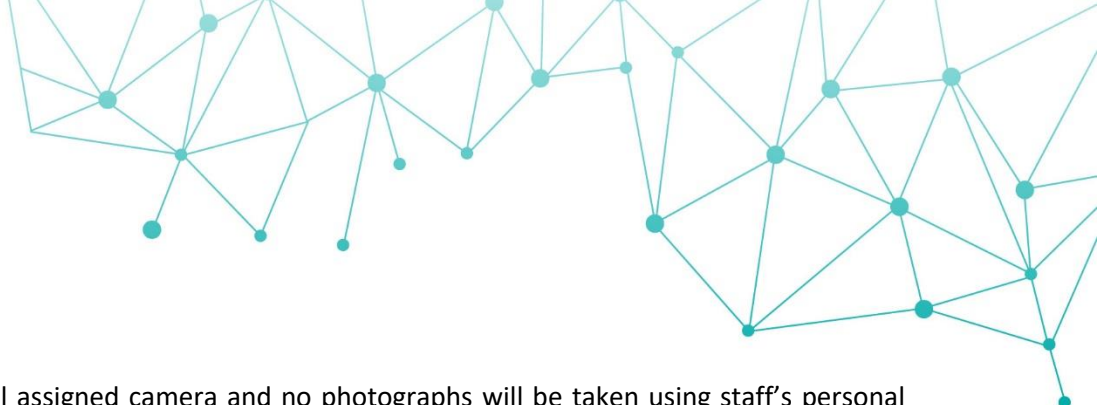 l assigned camera and no photographs will be taken using staff's personal